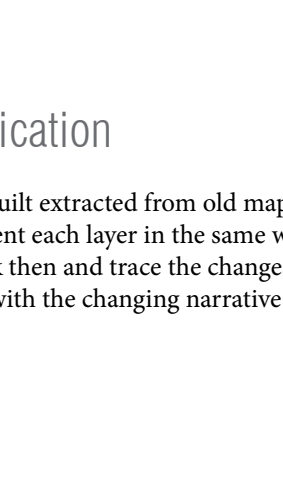 ication
uilt extracted from old map
ent each layer in the same w
then and trace the change
with the changing narrative